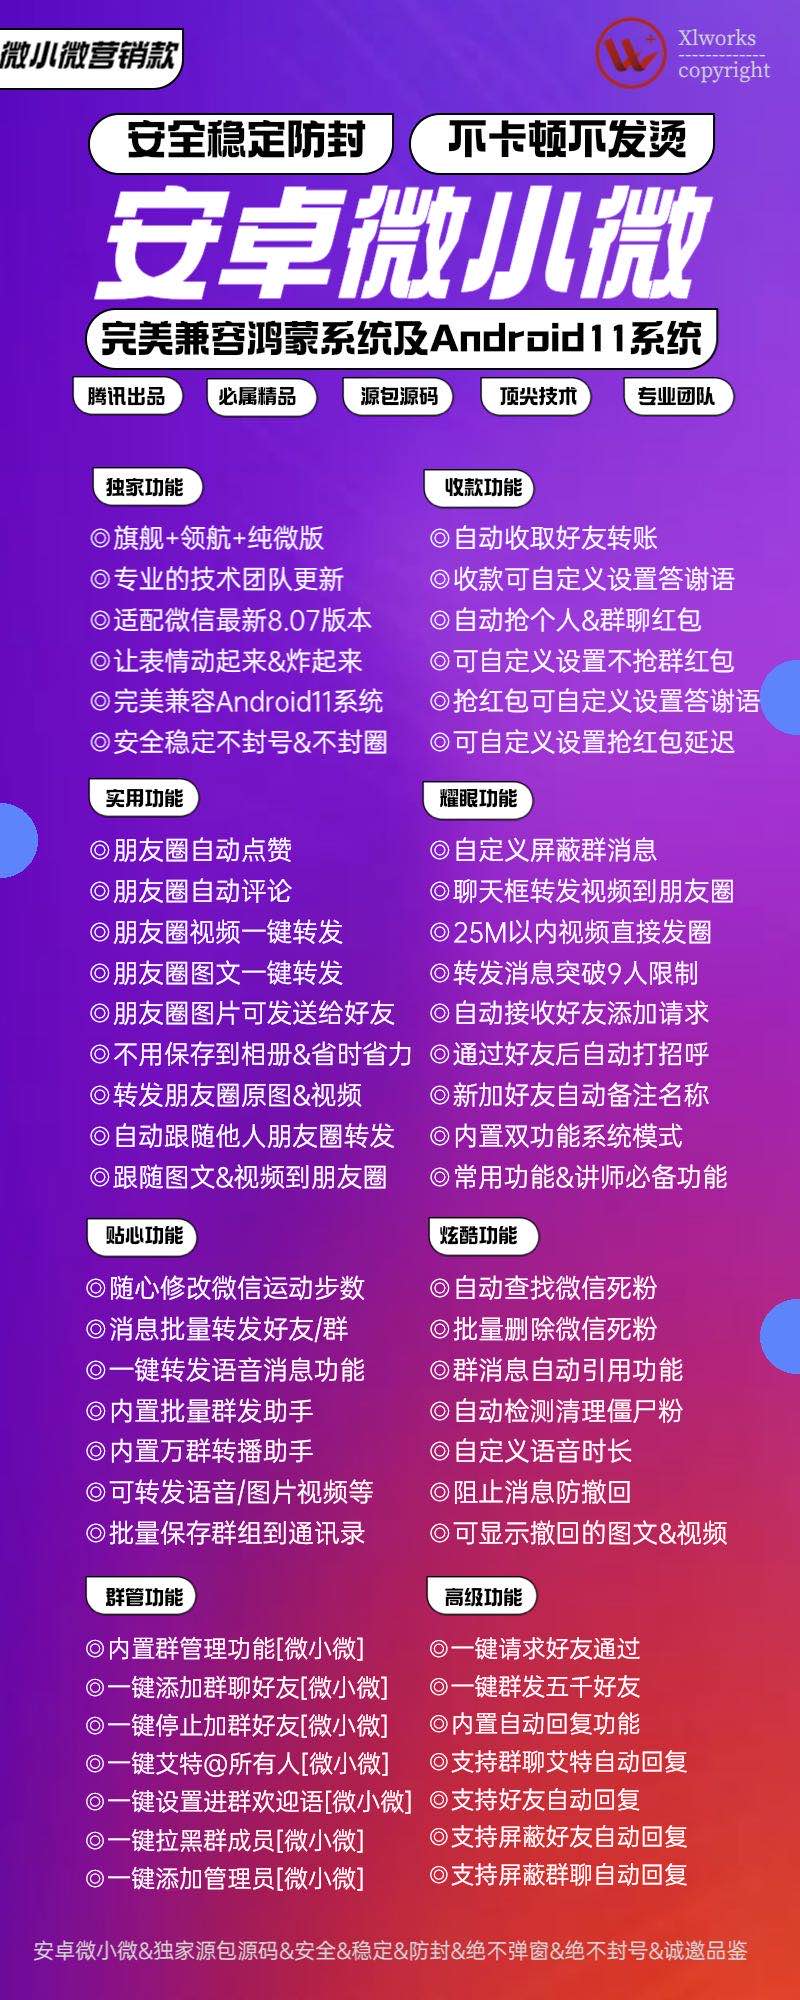 微小微营销款
Xlworks
copyright
安全稳定防封
不卡顿不发烫
安卓微小微
完美兼容鸿蒙系统及Android11系统
腾讯出品
必属精品
源包源码
顶尖技术
专业团队
独家功能
◎旗舰+领航+纯微版
◎专业的技术团队更新
◎适配微信最新8.07版本
◎让表情动起来&炸起来
◎完美兼容Android11系统
◎安全稳定不封号&不封圈
收款功能
◎自动收取好友转账
◎收款可自定义设置答谢语
◎自动抢个人&群聊红包
◎可自定义设置不抢群红包
◎抢红包可自定义设置答谢语
◎可自定义设置抢红包延迟
实用功能
◎朋友圈自动点赞
◎朋友圈自动评论
◎朋友圈视频一键转发
◎朋友圈图文一键转发
◎朋友圈图片可发送给好友
◎不用保存到相册&省时省力
◎转发朋友圈原图&视频
◎自动跟随他人朋友圈转发
◎跟随图文&视频到朋友圈
耀眼功能
◎自定义屏蔽群消息
◎聊天框转发视频到朋友圈
◎25M以内视频直接发圈
◎转发消息突破9人限制
◎自动接收好友添加请求
◎通过好友后自动打招呼
◎新加好友自动备注名称
◎内置双功能系统模式
◎常用功能&讲师必备功能
贴心功能
◎随心修改微信运动步数
◎消息批量转发好友/群
◎一键转发语音消息功能
◎内置批量群发助手
◎内置万群转播助手
◎可转发语音/图片视频等
◎批量保存群组到通讯录
炫酷功能
◎自动查找微信死粉
◎批量删除微信死粉
◎群消息自动引用功能
◎自动检测清理僵尸粉
◎自定义语音时长
◎阻止消息防撤回
◎可显示撤回的图文&视频
群管功能
◎内置群管理功能[微小微]
◎一键添加群聊好友[微小微]
◎一键停止加群好友[微小微]
◎一键艾特@所有人[微小微]
◎一键设置进群欢迎语[微小微]
◎一键拉黑群成员[微小微]
◎一键添加管理员[微小微]
高级功能
◎一键请求好友通过
◎一键群发五千好友
◎内置自动回复功能
◎支持群聊艾特自动回复
◎支持好友自动回复
◎支持屏蔽好友自动回复
◎支持屏蔽群聊自动回复
安卓微小微&独家源包源码&安全&稳定&防封&绝不弹窗&绝不封号&诚邀品鉴